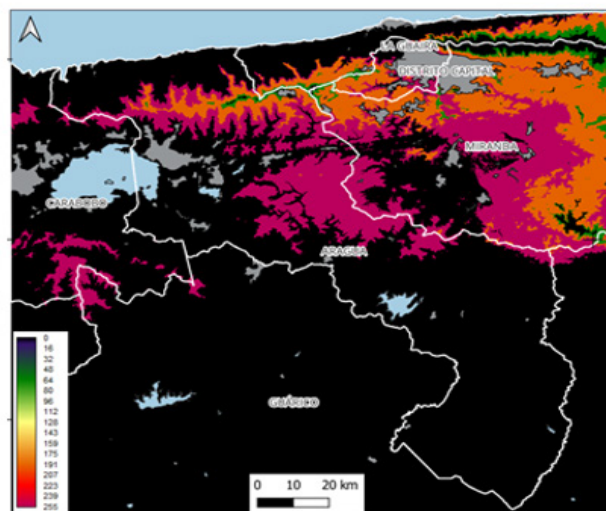 LA GUAIRA
DISTRITO CAPITAL
MIRANDA
CARABOBO
ARAGUA
GUÁRICO
0
16
32
48
64
80
96
112
128
143
159
175
191
207
223
239
255
0 10 20 km